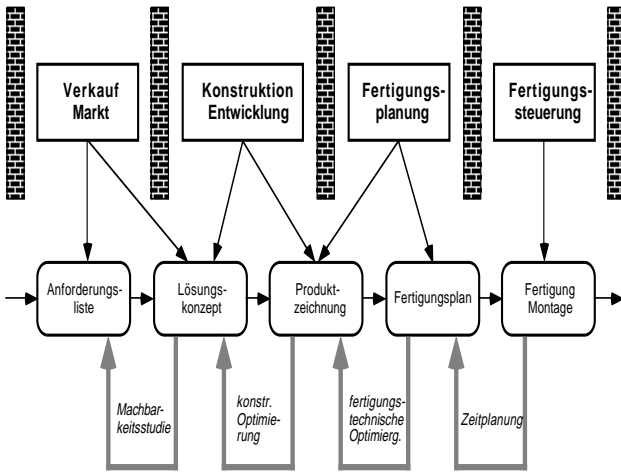 Verkauf
Markt
Konstruktion
Entwicklung
Fertigungs-
planung
Fertigungs-
steuerung
Anforderungs-
liste
Lösungs-
konzept
Produkt-
zeichnung
Fertigungsplan
Fertigung
Montage
Machbar-
keitsstudie
konstr.
Optimie-
rung
fertigungs-
technische
Optimierg.
Zeitplanung